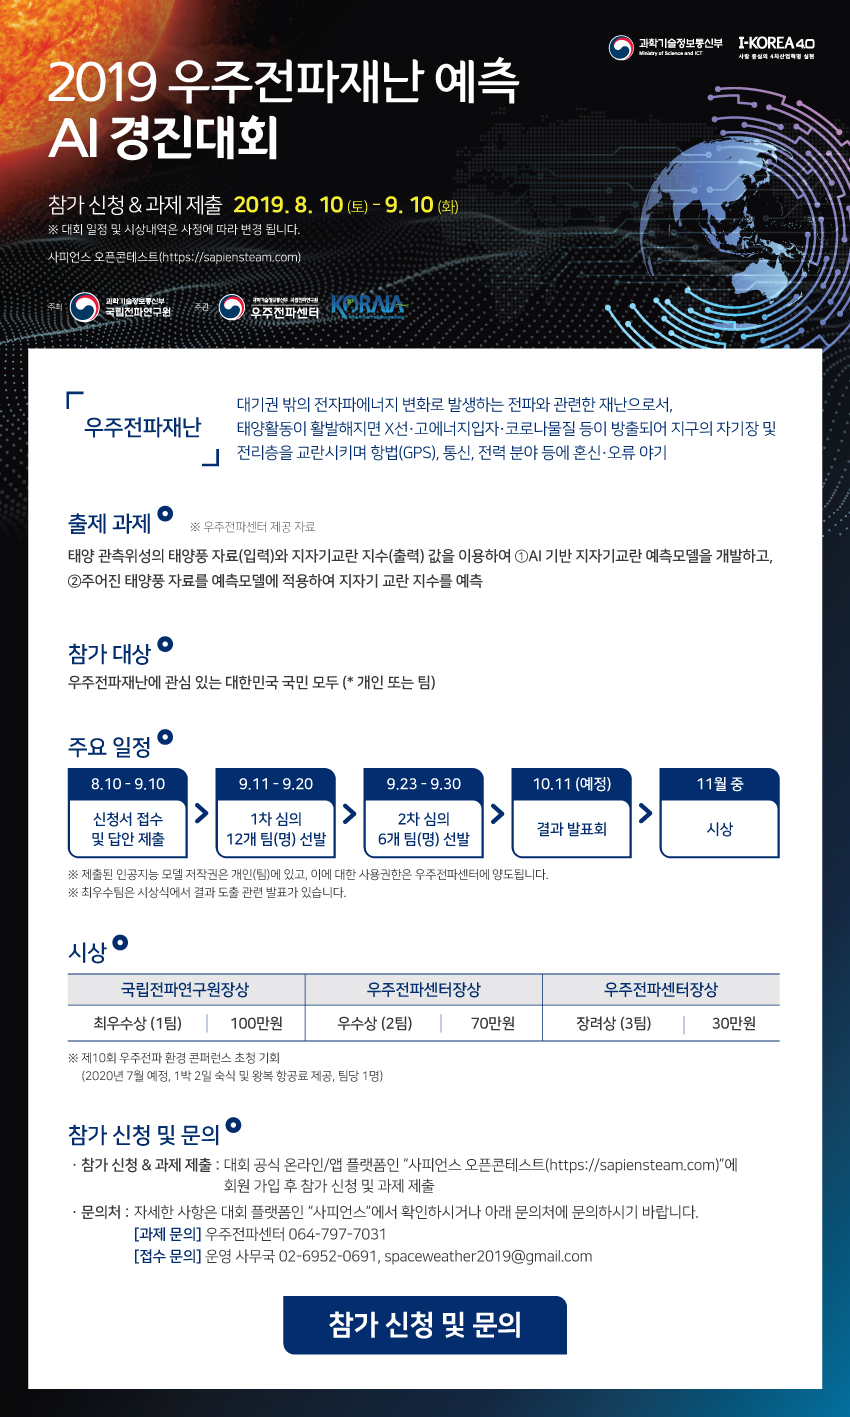 과학기술정보통신부
Ministry of Science and ICT
I-KOREA 4.0
사람 중심의 4차산업혁명 실현
2019 우주전파재난 예측
AI 경진대회
참가 신청 & 과제 제출 2019. 8. 10 (토) - 9. 10 (화)
※ 대회 일정 및 시상내역은 사정에 따라 변경 됩니다.
사피언스 오픈콘테스트(https://sapiensteam.com)
주최 : 과학기술정보통신부 국립전파연구원 주관 : 과학기술정보통신부 국립전파연구원 우주전파센터 KORAIA
우주전파재난
대기권 밖의 전자파에너지 변화로 발생하는 전파와 관련한 재난으로서,
태양활동이 활발해지면 X선·고에너지입자·코로나물질 등이 방출되어 지구의 자기장 및
전리층을 교란시키며 항법(GPS), 통신, 전력 분야 등에 혼신·오류 야기
출제 과제 ※ 우주전파센터 제공 자료
태양 관측위성의 태양풍 자료(입력)와 지자기교란 지수(출력) 값을 이용하여 ①AI 기반 지자기교란 예측모델을 개발하고,
②주어진 태양풍 자료를 예측모델에 적용하여 지자기 교란 지수를 예측
참가 대상
우주전파재난에 관심 있는 대한민국 국민 모두 (* 개인 또는 팀)
주요 일정
8.10 - 9.10
신청서 접수
및 답안 제출
9.11 - 9.20
1차 심의
12개 팀(명) 선발
9.23 - 9.30
2차 심의
6개 팀(명) 선발
10.11 (예정)
결과 발표회
11월 중
시상
※ 제출된 인공지능 모델 저작권은 개인(팀)에 있고, 이에 대한 사용권한은 우주전파센터에 양도됩니다.
※ 최우수팀은 시상식에서 결과 도출 관련 발표가 있습니다.
시상
국립전파연구원장상 우주전파센터장상 우주전파센터장상
최우수상 (1팀) 100만원 우수상 (2팀) 70만원 장려상 (3팀) 30만원
※ 제10회 우주전파 환경 콘퍼런스 초청 기회
(2020년 7월 예정, 1박 2일 숙식 및 왕복 항공료 제공, 팀당 1명)
참가 신청 및 문의
· 참가 신청 & 과제 제출 : 대회 공식 온라인/앱 플랫폼인 “사피언스 오픈콘테스트(https://sapiensteam.com)”에
회원 가입 후 참가 신청 및 과제 제출
· 문의처 : 자세한 사항은 대회 플랫폼인 “사피언스”에서 확인하시거나 아래 문의처에 문의하시기 바랍니다.
[과제 문의] 우주전파센터 064-797-7031
[접수 문의] 운영 사무국 02-6952-0691, spaceweather2019@gmail.com
참가 신청 및 문의